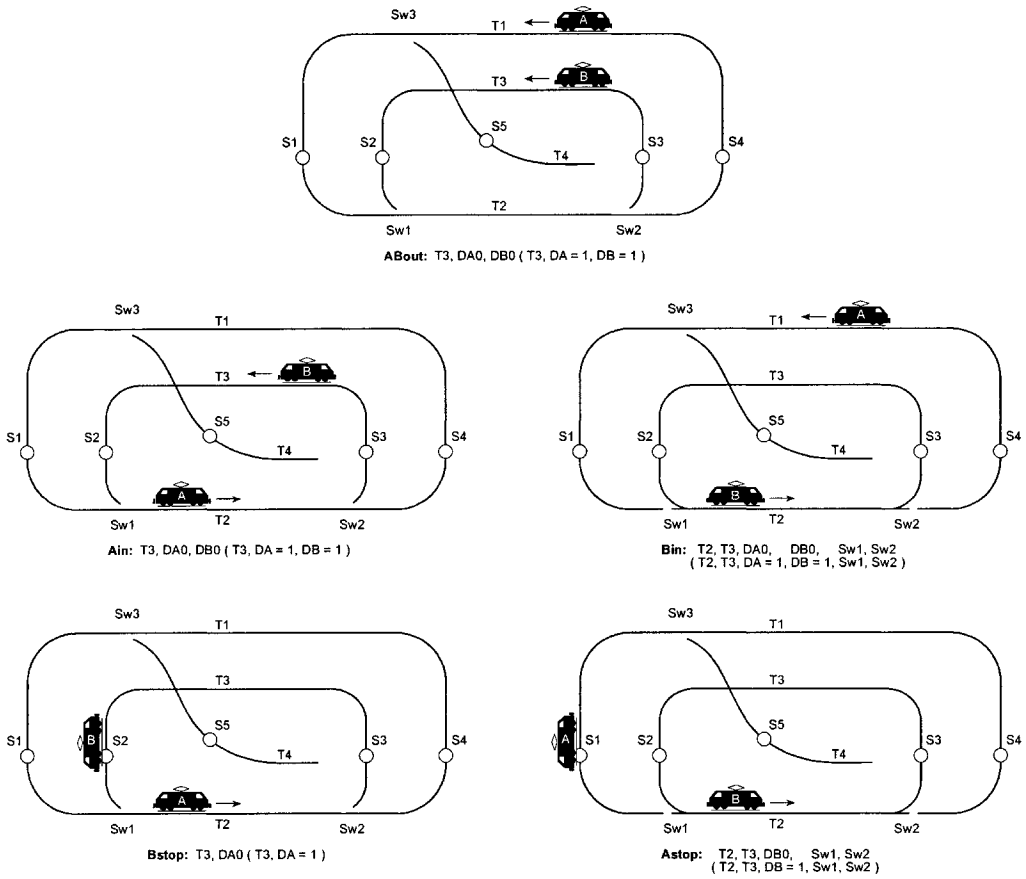 Sw3
T1
A
T3
B
S1
S2
S5
S3
S4
T4
T2
Sw1
Sw2
ABout: T3, DA0, DB0 ( T3, DA = 1, DB = 1 )
Sw3
T1
T3
B
S1
S2
S5
S3
S4
T4
A
Sw1
T2
Sw2
Ain: T3, DA0, DB0 ( T3, DA = 1, DB = 1 )
Sw3
T1
A
T3
S1
S2
S5
S3
S4
T4
B
Sw1
T2
Sw2
Bin: T2, T3, DA0, DB0, Sw1, Sw2
( T2, T3, DA = 1, DB = 1, Sw1, Sw2 )
Sw3
T1
T3
S1
B
S2
S5
S3
S4
T4
A
Sw1
T2
Sw2
Bstop: T3, DA0 ( T3, DA = 1 )
Sw3
T1
T3
A
S1
S2
S5
S3
S4
T4
B
Sw1
T2
Sw2
Astop: T2, T3, DB0, Sw1, Sw2
( T2, T3, DB = 1, Sw1, Sw2 )